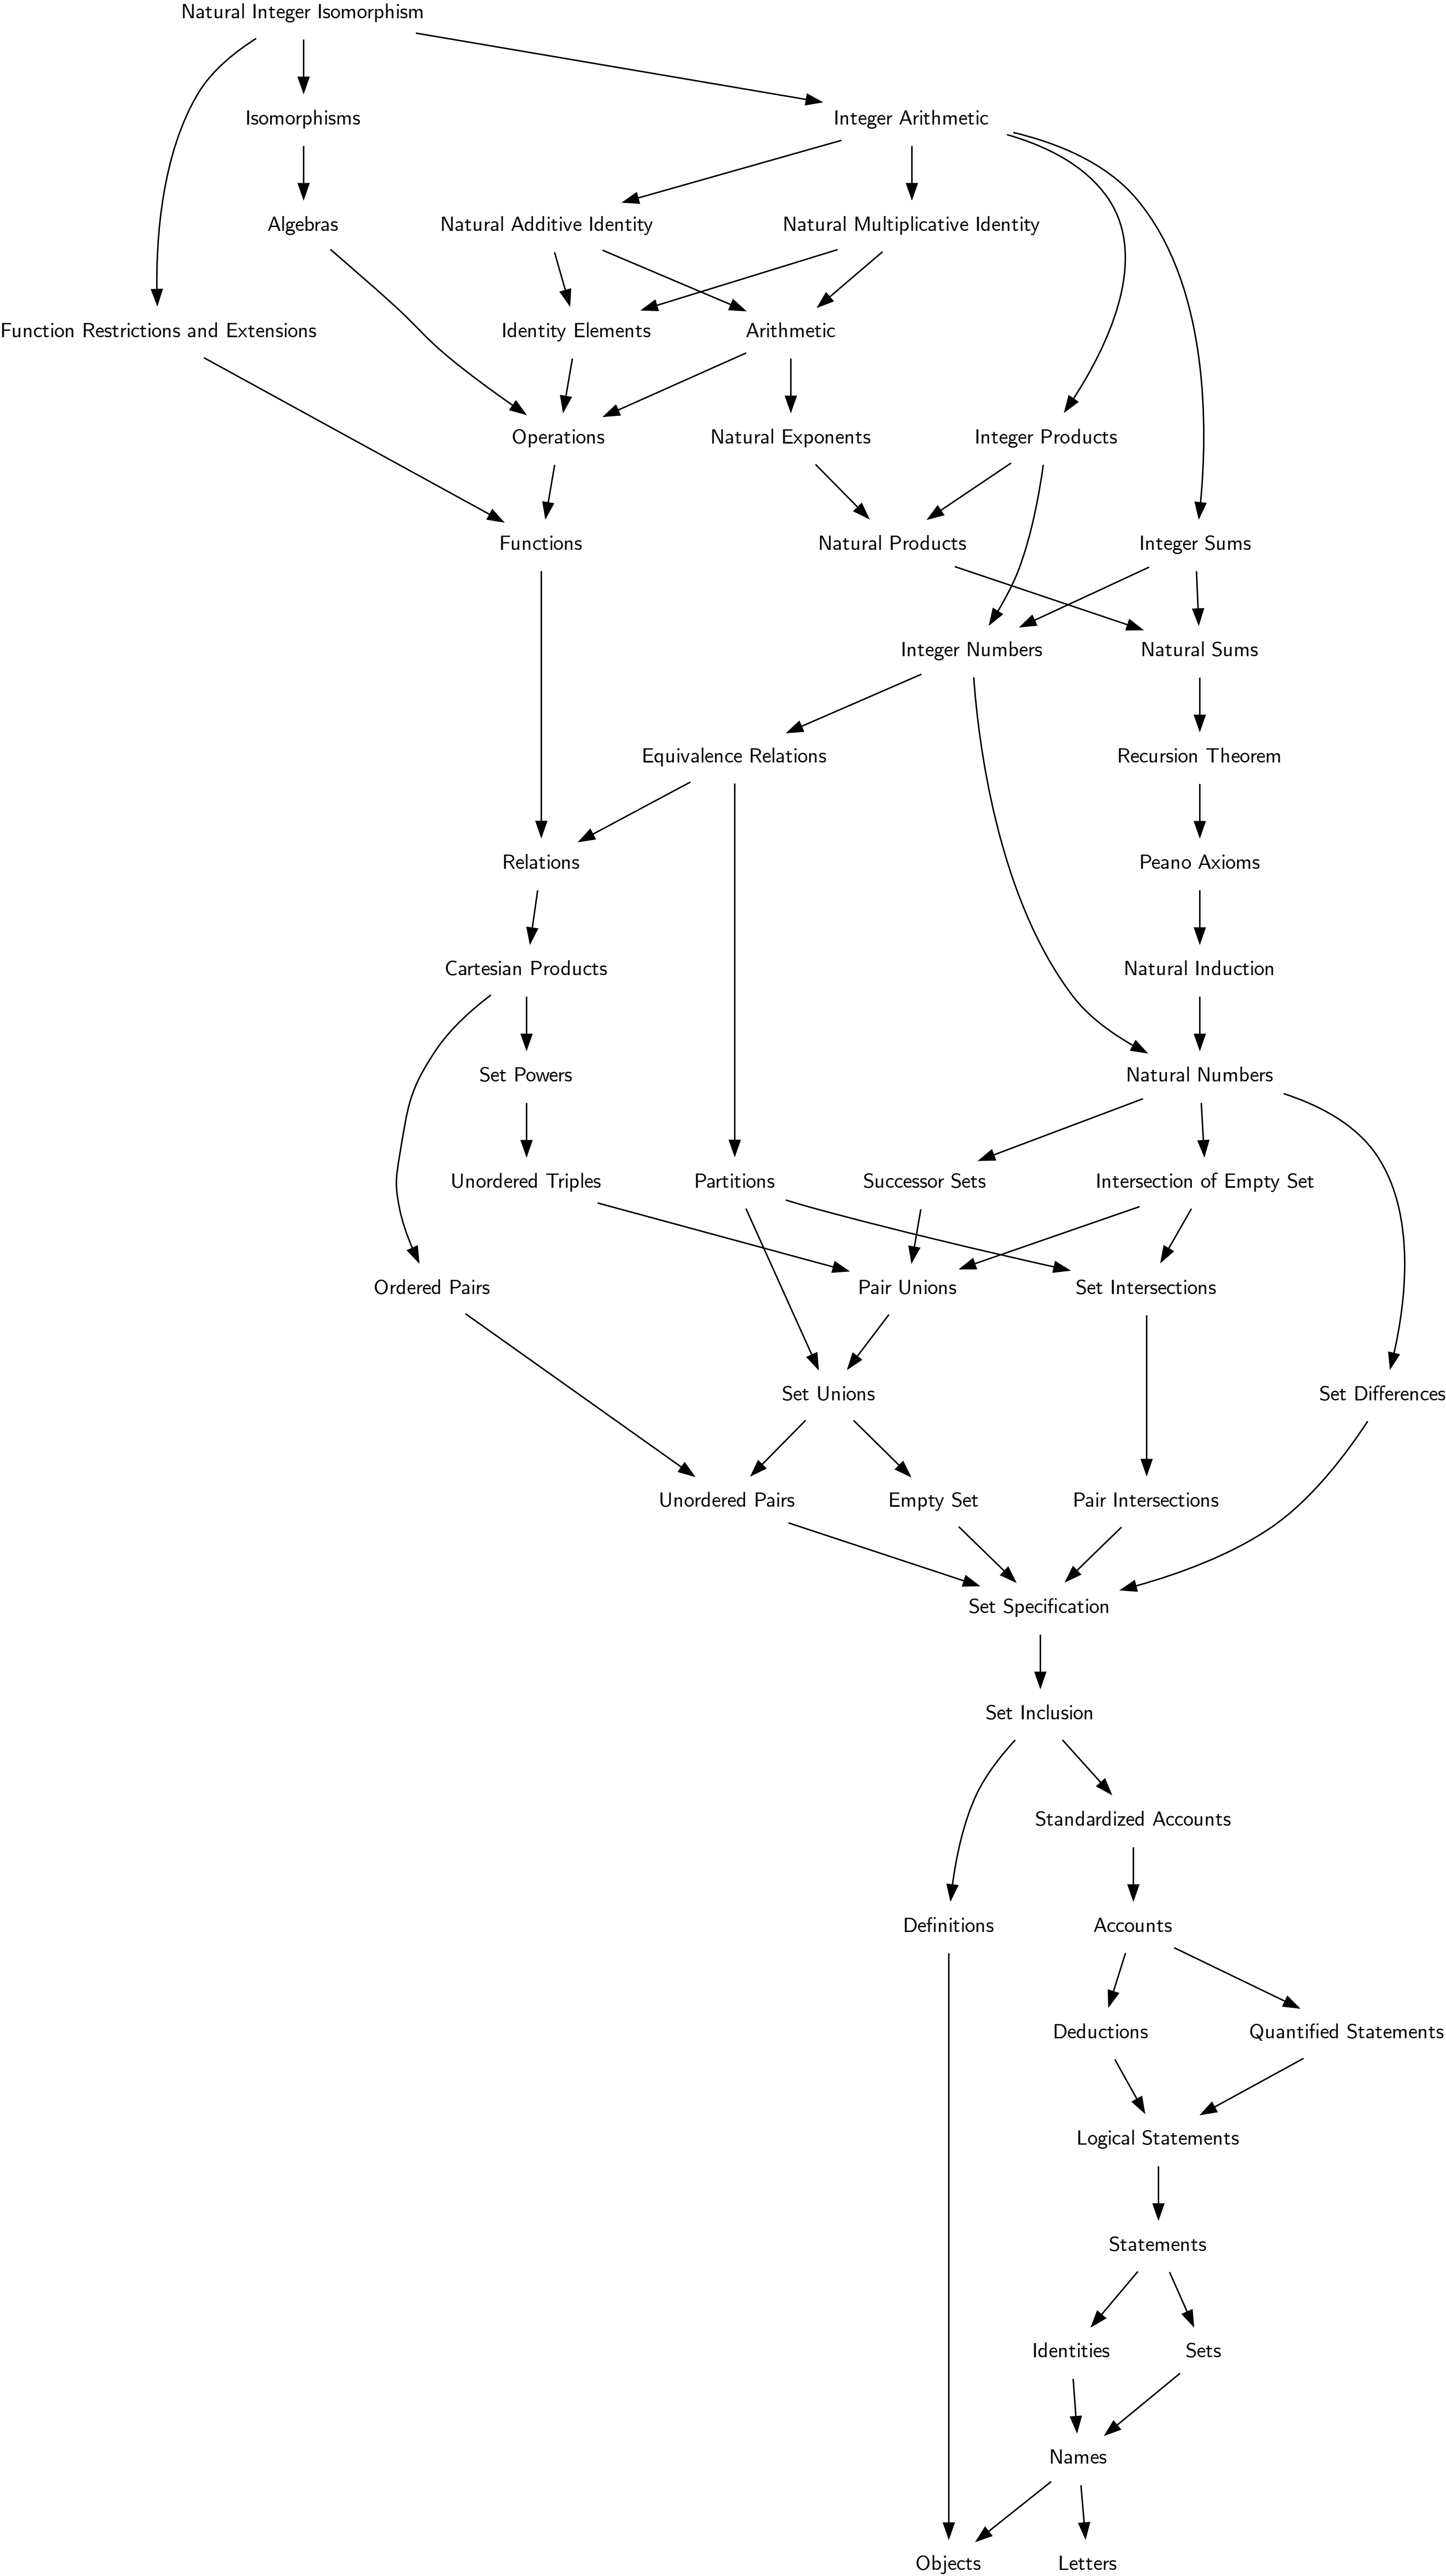 Natural Integer Isomorphism
Isomorphisms
Integer Arithmetic
Algebras
Natural Additive Identity
Natural Multiplicative Identity
Function Restrictions and Extensions
Identity Elements
Arithmetic
Operations
Natural Exponents
Integer Products
Functions
Natural Products
Integer Sums
Integer Numbers
Natural Sums
Equivalence Relations
Recursion Theorem
Relations
Peano Axioms
Cartesian Products
Natural Induction
Set Powers
Natural Numbers
Unordered Triples
Partitions
Successor Sets
Intersection of Empty Set
Ordered Pairs
Pair Unions
Set Intersections
Set Unions
Set Differences
Unordered Pairs
Empty Set
Pair Intersections
Set Specification
Set Inclusion
Standardized Accounts
Definitions
Accounts
Deductions
Quantified Statements
Logical Statements
Statements
Identities
Sets
Names
Objects
Letters